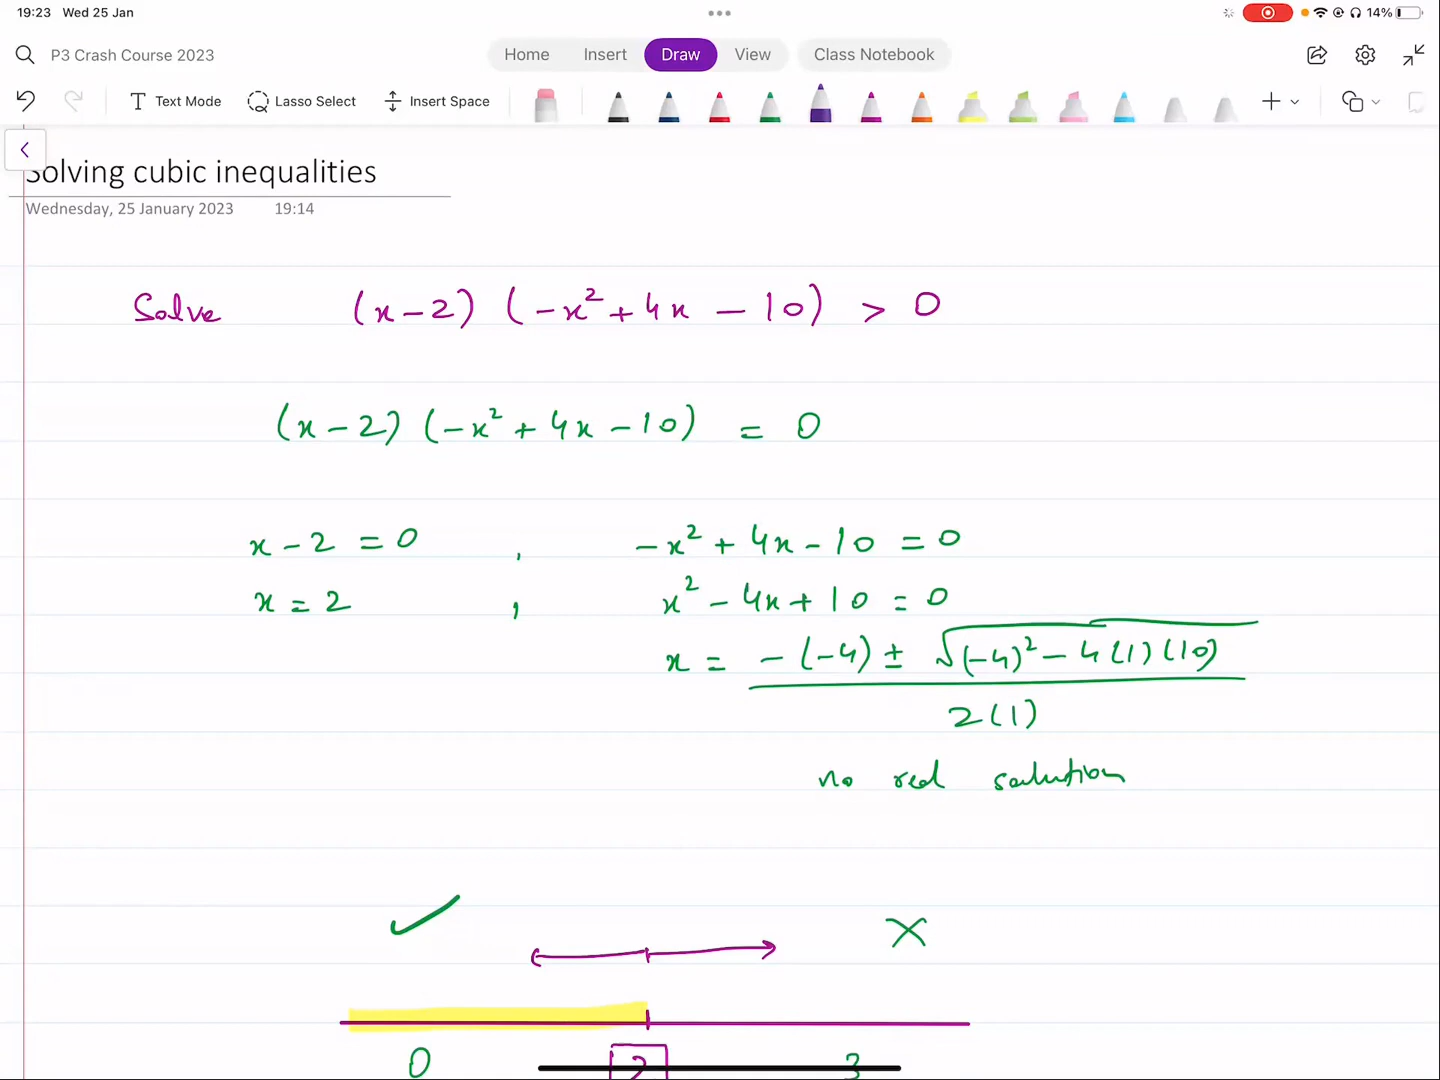 19:23 Wed 25 Jan
14%
P3 Crash Course 2023
Home Insert Draw View Class Notebook
Text Mode Lasso Select Insert Space
Solving cubic inequalities
Wednesday, 25 January 2023 19:14
Solve (x-2) (-x²+4x-10) > 0
(x-2) (-x²+4x-10) = 0
x-2=0 , -x²+4x-10=0
x=2 , x²-4x+10=0
x = -(-4) ± √(-4)²-4(1)(10)
2(1)
no real solution
0 2 3